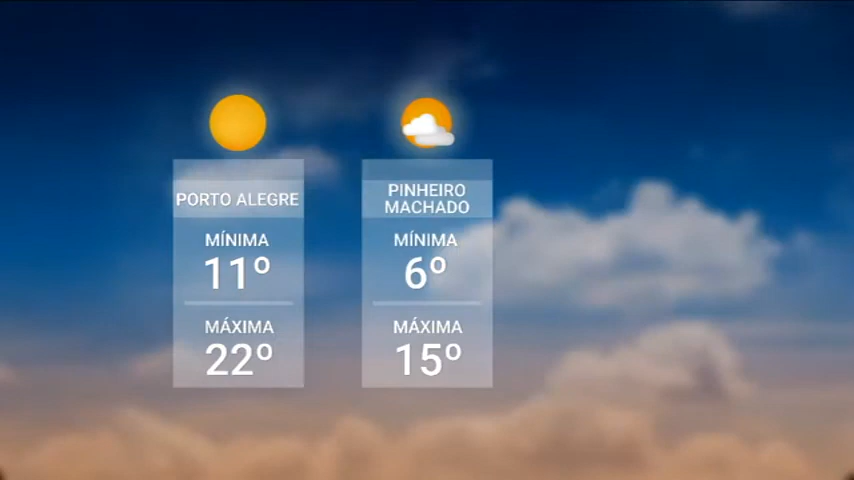 PORTO ALEGRE
MÍNIMA
11º
MÁXIMA
22º
PINHEIRO
MACHADO
MÍNIMA
6º
MÁXIMA
15º